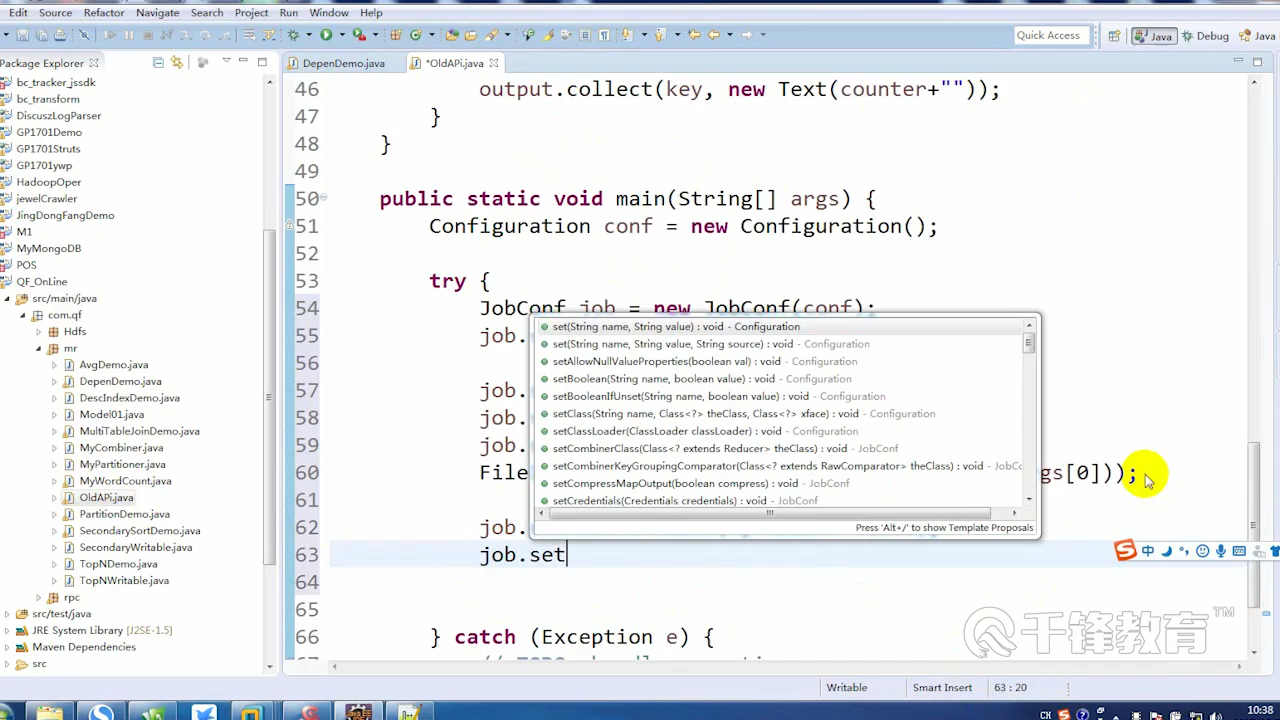 Edit Source Refactor Navigate Search Project Run Window Help
Quick Access
Java
Debug
Java
Package Explorer
DepenDemo.java
*OldAPi.java
bc_tracker_jssdk
bc_transform
DiscuszLogParser
GP1701Demo
GP1701Struts
GP1701ywp
HadoopOper
jewelCrawler
JingDongFangDemo
M1
MyMongoDB
POS
QF_OnLine
src/main/java
com.qf
Hdfs
mr
AvgDemo.java
DepenDemo.java
DescIndexDemo.java
Model01.java
MultiTableJoinDemo.java
MyCombiner.java
MyPartitioner.java
MyWordCount.java
OldAPi.java
PartitionDemo.java
SecondarySortDemo.java
SecondaryWritable.java
TopNDemo.java
TopNWritable.java
rpc
src/test/java
JRE System Library [J2SE-1.5]
Maven Dependencies
src
46 output.collect(key, new Text(counter+""));
47 }
48 }
49
50 public static void main(String[] args) {
51 Configuration conf = new Configuration();
52
53 try {
54 JobConf job = new JobConf(conf);
55 job.
57 job.
58 job.
59 job.
60 File gs[0]));
61
62 job.
63 job.set
64
65
66 } catch (Exception e) {
set(String name, String value) : void - Configuration
set(String name, String value, String source) : void - Configuration
setAllowNullValueProperties(boolean val) : void - Configuration
setBoolean(String name, boolean value) : void - Configuration
setBooleanIfUnset(String name, boolean value) : void - Configuration
setClass(String name, Class<?> theClass, Class<?> xface) : void - Configuration
setClassLoader(ClassLoader classLoader) : void - Configuration
setCombinerClass(Class<? extends Reducer> theClass) : void - JobConf
setCombinerKeyGroupingComparator(Class<? extends RawComparator> theClass) : void - JobCo
setCompressMapOutput(boolean compress) : void - JobConf
setCredentials(Credentials credentials) : void - JobConf
Press 'Alt+/' to show Template Proposals
中
千锋教育™
Writable
Smart Insert
63 : 20
CH
10:38